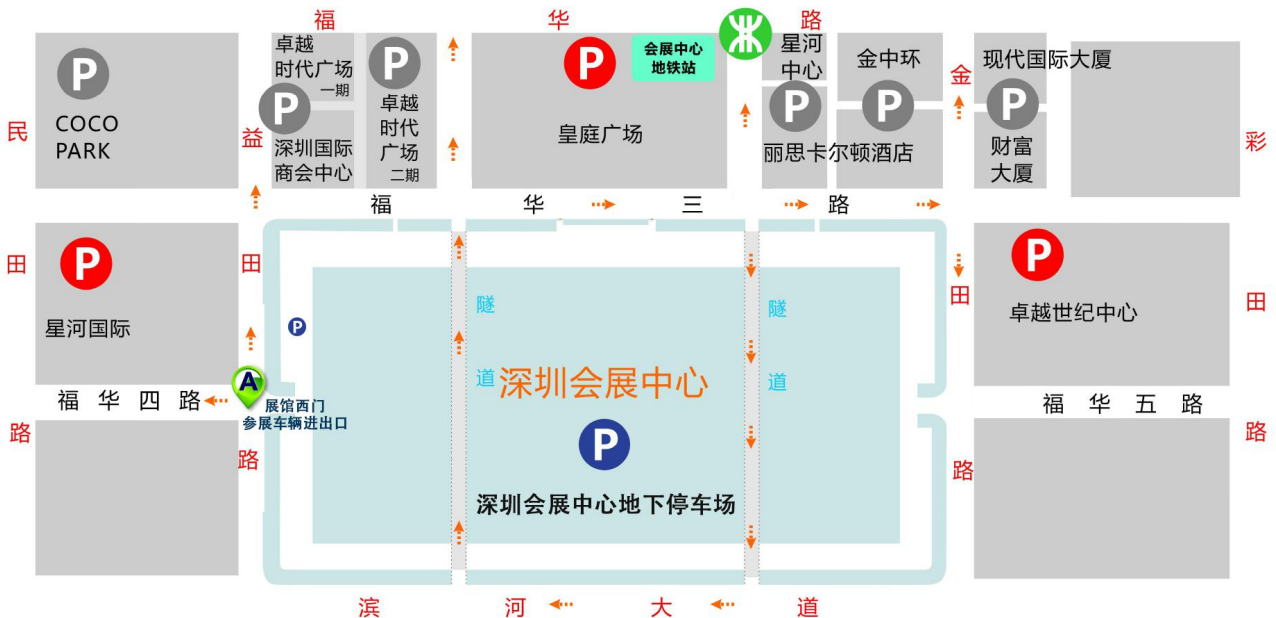 福华路
P
COCO
PARK
卓越
时代广场
一期
P
深圳国际
商会中心
P
卓越
时代
广场
二期
P
会展中心
地铁站
皇庭广场
星河
中心
P
金中环
P
丽思卡尔顿酒店
现代国际大厦
P
财富
大厦
民田路
益田路
金田路
彩田路
福华三路
P
星河国际
福华四路
A
展馆西门
参展车辆进出口
P
隧道
隧道
深圳会展中心
P
深圳会展中心地下停车场
P
卓越世纪中心
福华五路
滨河大道